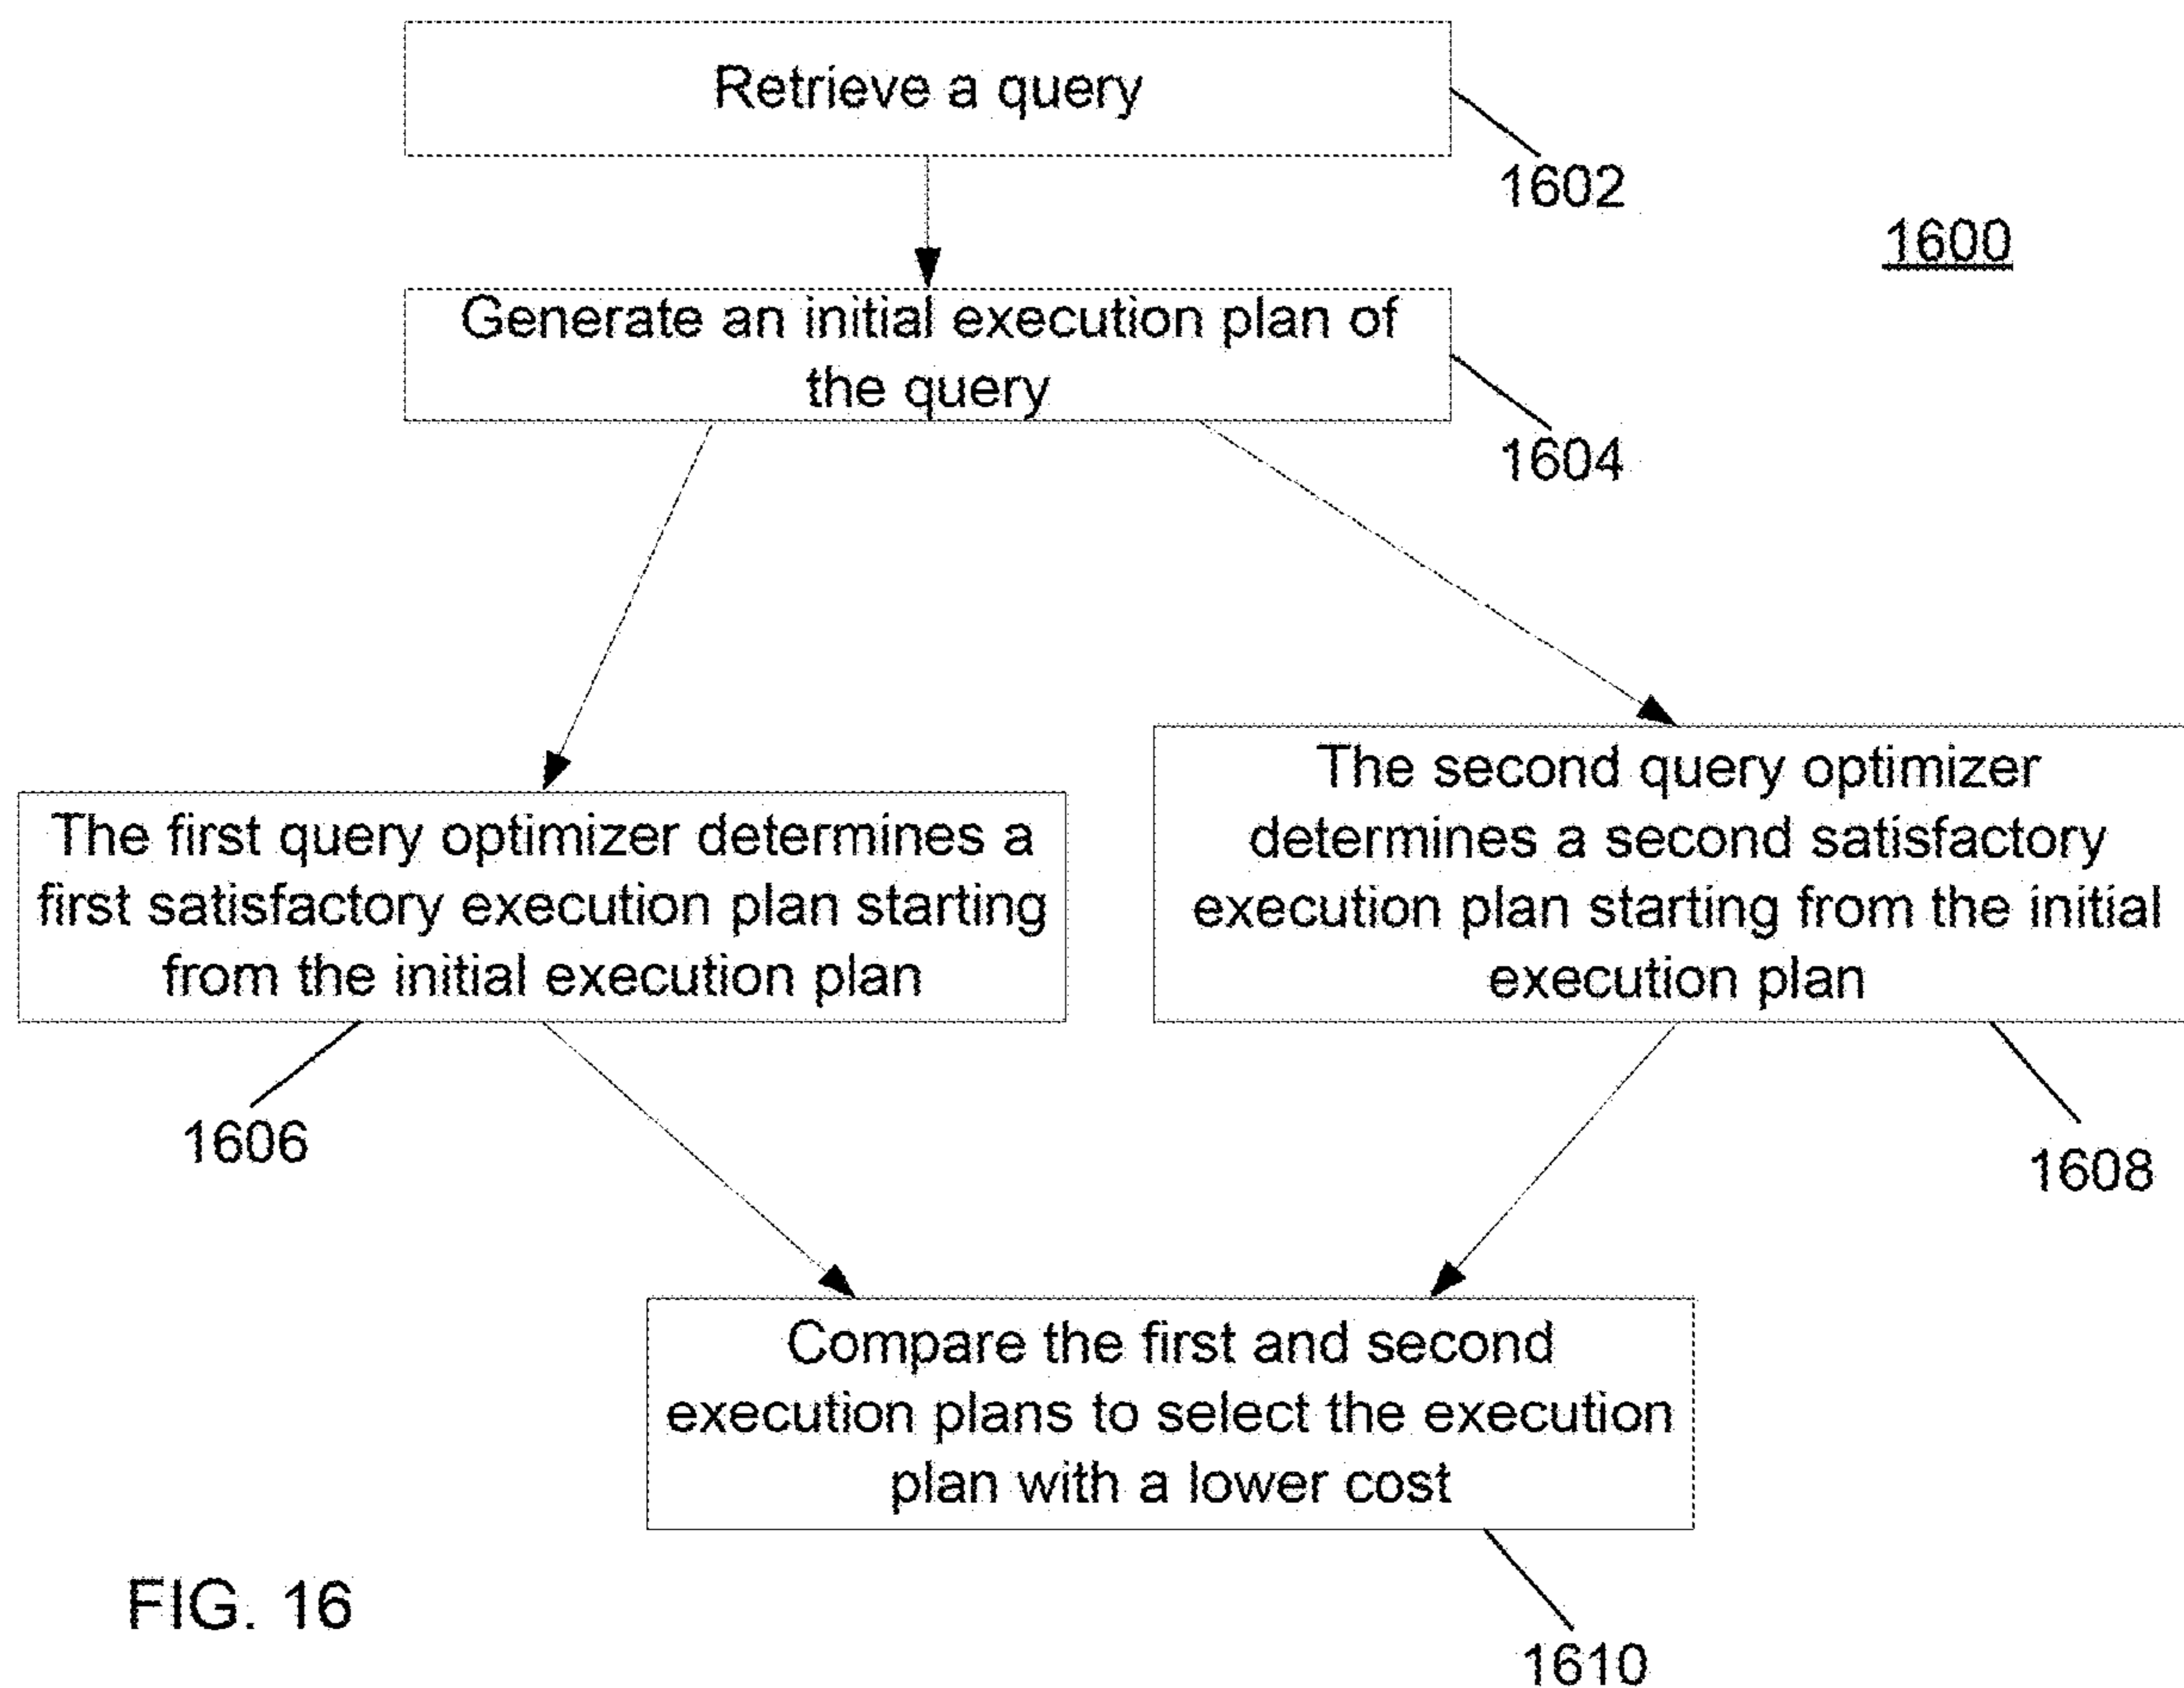 Retrieve a query
1602
1600
Generate an initial execution plan of
the query
1604
The first query optimizer determines a
first satisfactory execution plan starting
from the initial execution plan
1606
The second query optimizer
determines a second satisfactory
execution plan starting from the initial
execution plan
1608
Compare the first and second
execution plans to select the execution
plan with a lower cost
1610
FIG. 16